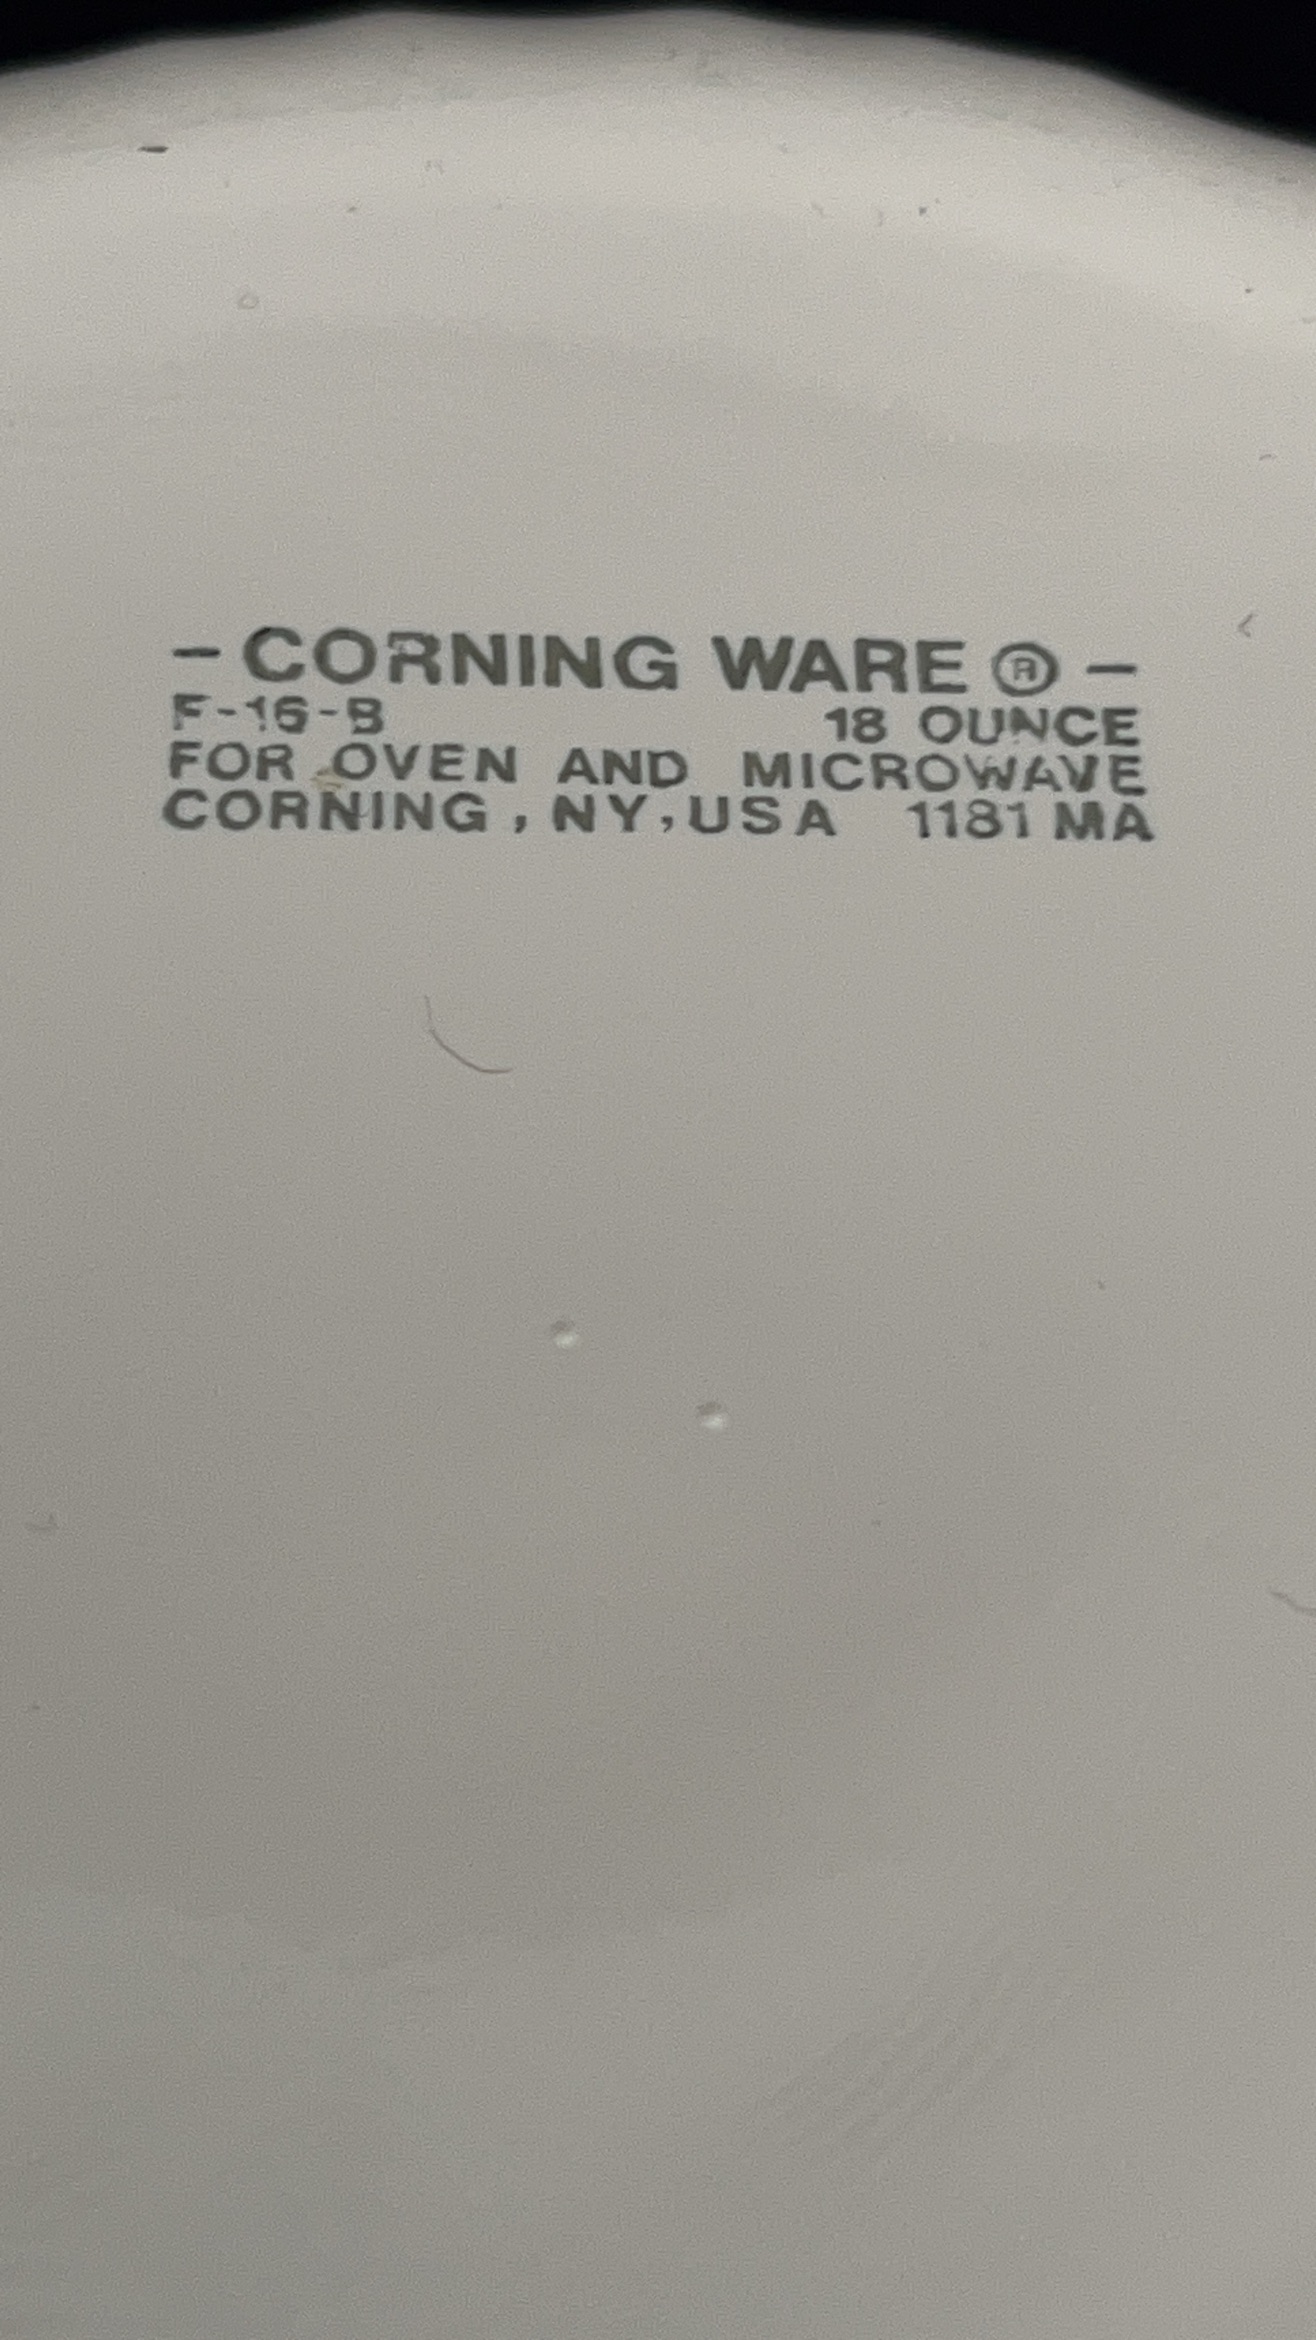 - CORNING WARE ® -
F-16-B 18 OUNCE
FOR OVEN AND MICROWAVE
CORNING, NY, USA 1181 MA